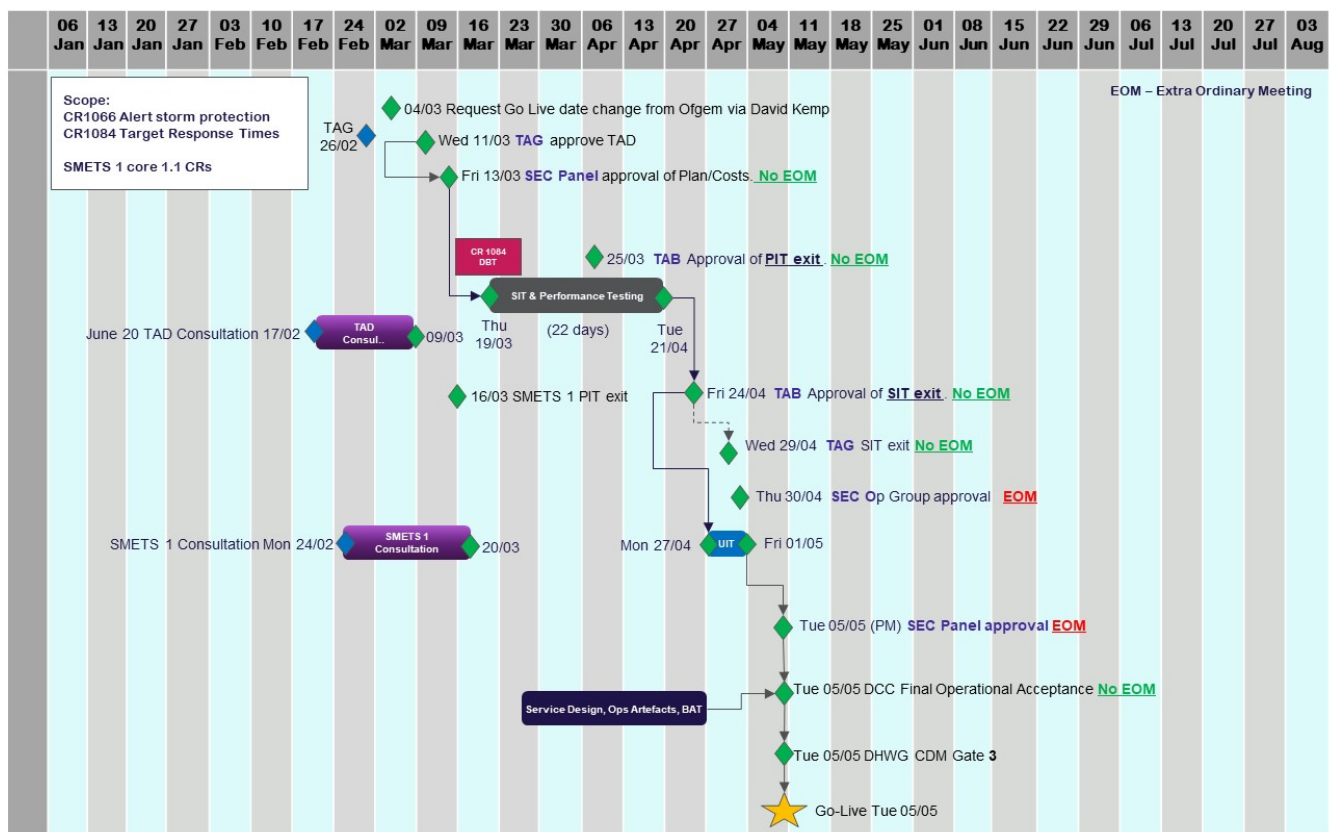 06 13 20 27 03 10 17 24 02 09 16 23 30 06 13 20 27 04 11 18 25 01 08 15 22 29 06 13 20 27 03
Jan Jan Jan Jan Feb Feb Feb Feb Mar Mar Mar Mar Mar Apr Apr Apr Apr May May May May Jun Jun Jun Jun Jun Jul Jul Jul Jul Aug
EOM – Extra Ordinary Meeting
Scope:
CR1066 Alert storm protection
CR1084 Target Response Times
SMETS 1 core 1.1 CRs
04/03 Request Go Live date change from Ofgem via David Kemp
TAG
26/02
Wed 11/03 TAG approve TAD
Fri 13/03 SEC Panel approval of Plan/Costs. No EOM
CR 1084
DBT
25/03 TAB Approval of PIT exit. No EOM
SIT & Performance Testing
Thu
19/03
(22 days)
Tue
21/04
June 20 TAD Consultation 17/02
TAD
Consul..
09/03
16/03 SMETS 1 PIT exit
Fri 24/04 TAB Approval of SIT exit. No EOM
Wed 29/04 TAG SIT exit No EOM
Thu 30/04 SEC Op Group approval EOM
SMETS 1 Consultation Mon 24/02
SMETS 1
Consultation
20/03
Mon 27/04
UIT
Fri 01/05
Tue 05/05 (PM) SEC Panel approval EOM
Service Design, Ops Artefacts, BAT
Tue 05/05 DCC Final Operational Acceptance No EOM
Tue 05/05 DHWG CDM Gate 3
Go-Live Tue 05/05